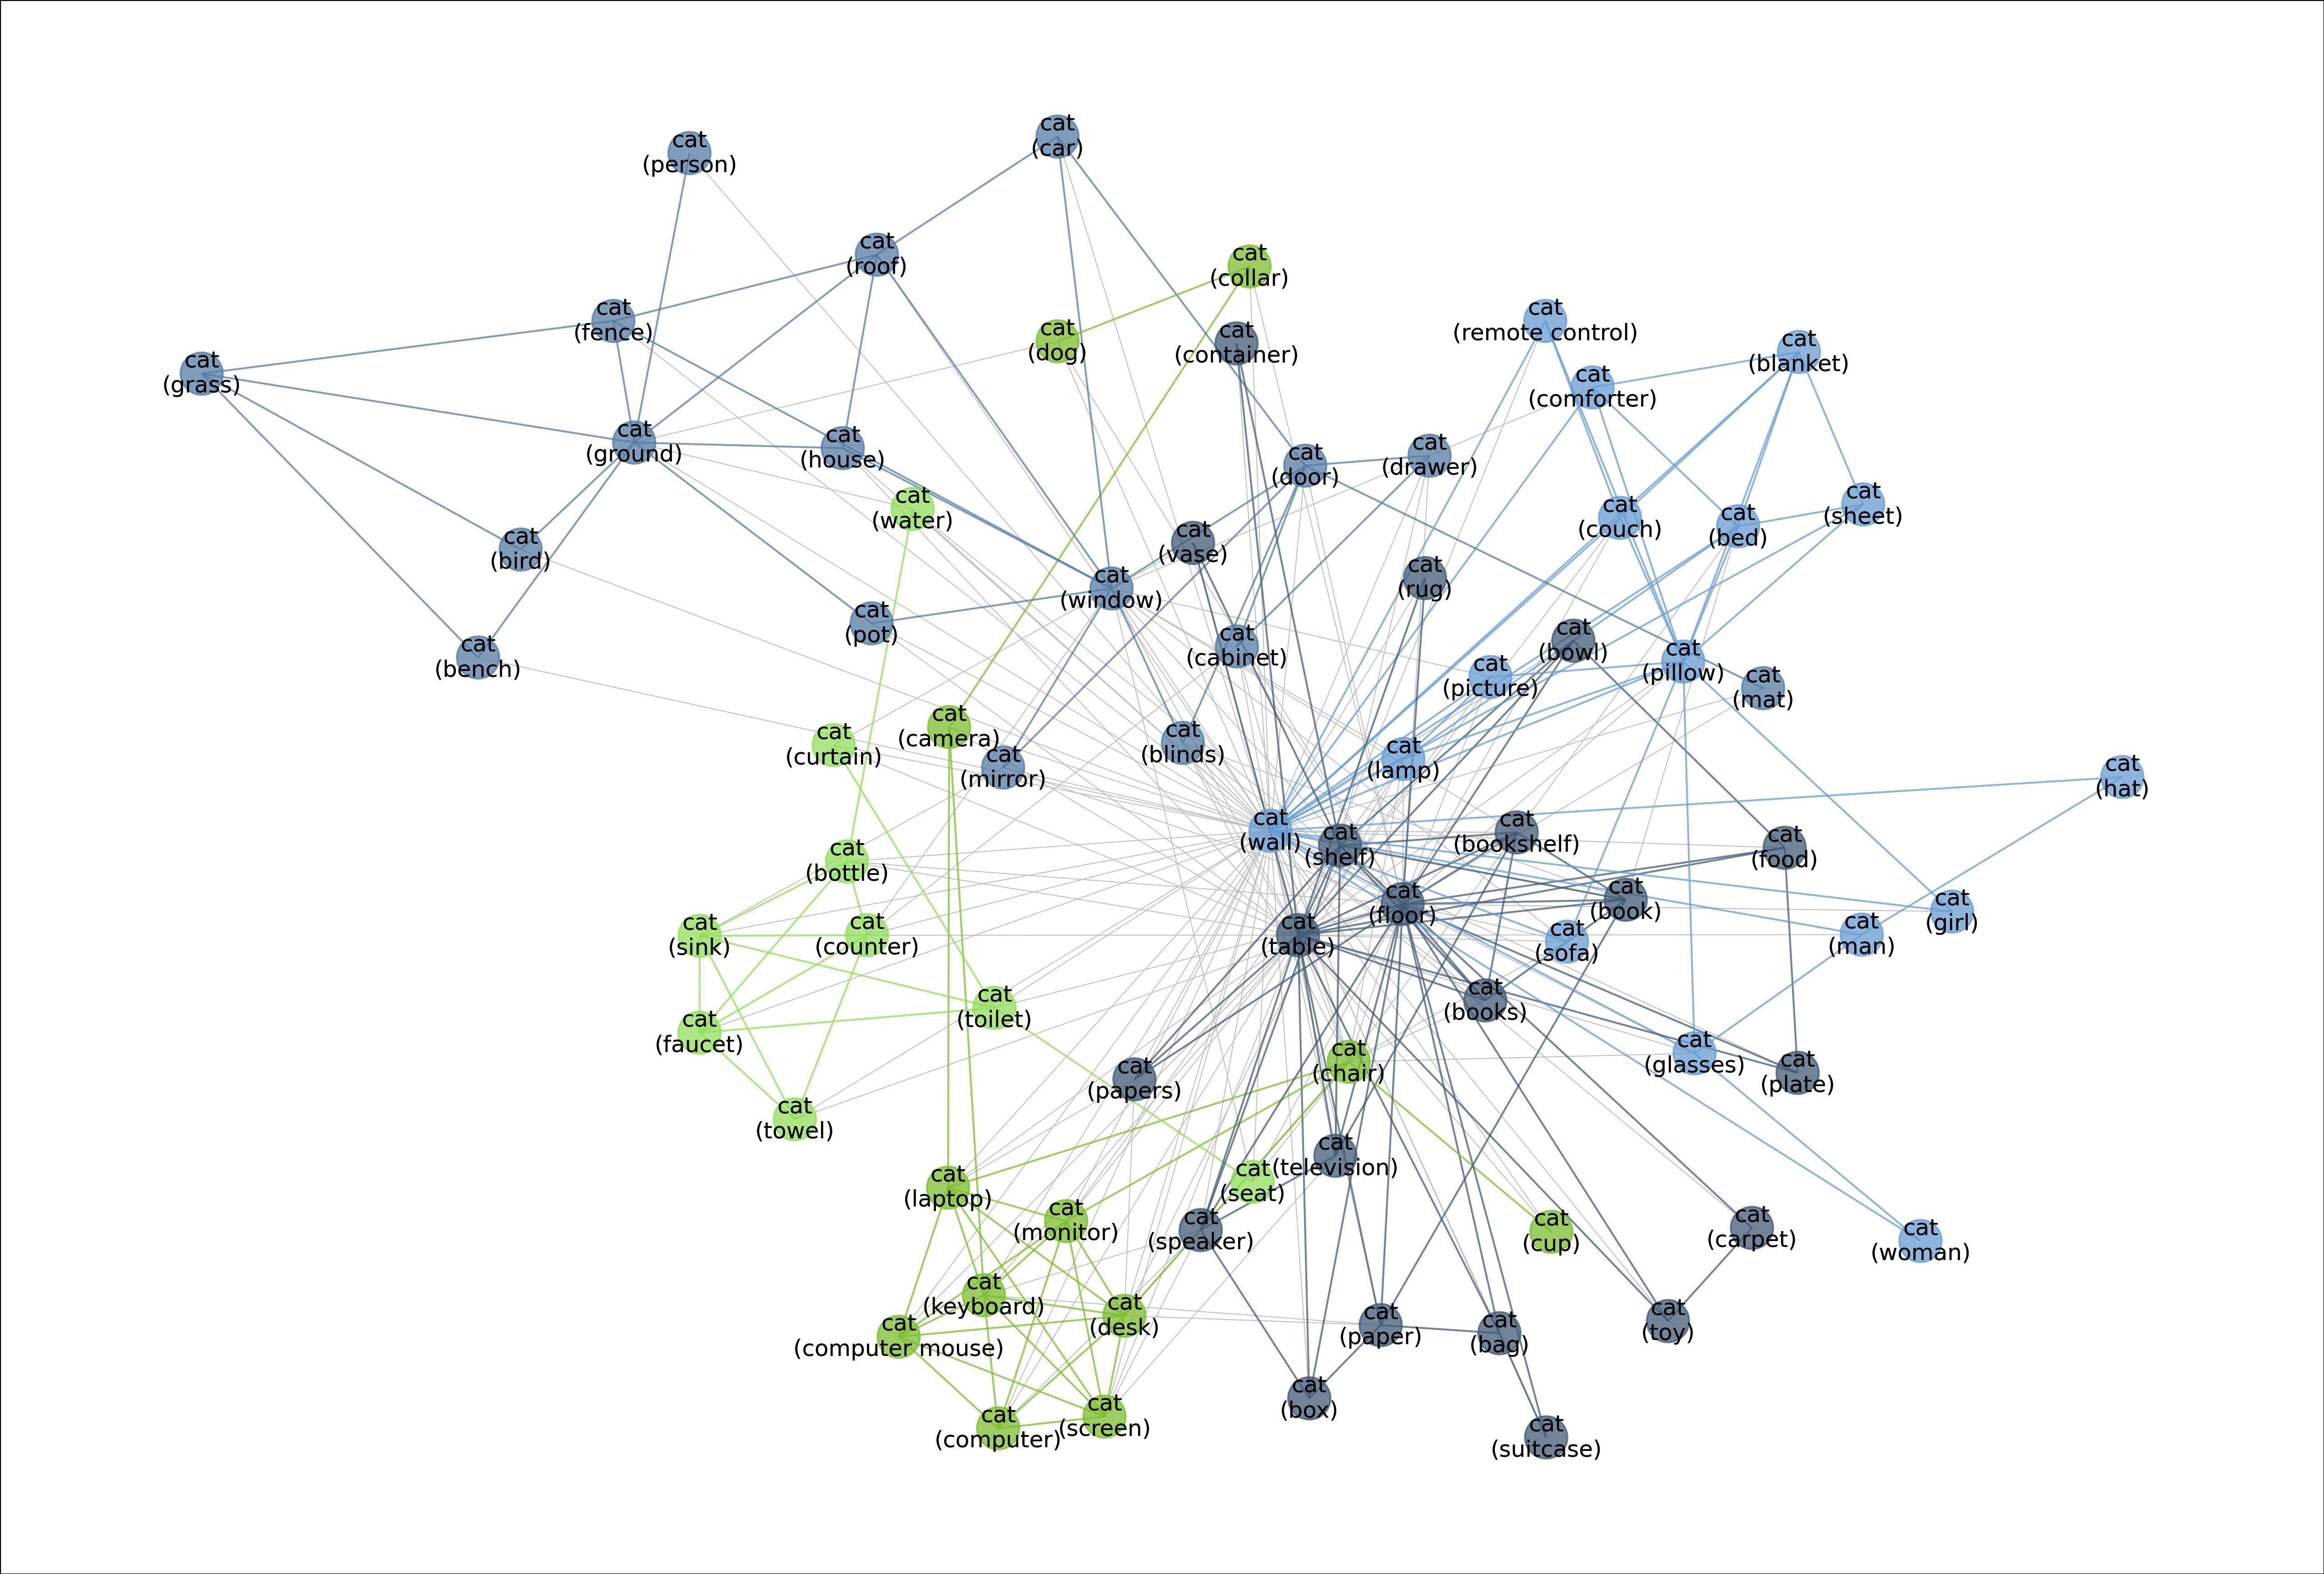 cat
(person)
cat
(car)
cat
(roof)
cat
(collar)
cat
(fence)
cat
(dog)
cat
(container)
cat
(remote control)
cat
(blanket)
cat
(grass)
cat
(comforter)
cat
(ground)
cat
(house)
cat
(door)
cat
(drawer)
cat
(water)
cat
(couch)
cat
(bed)
cat
(sheet)
cat
(bird)
cat
(vase)
cat
(window)
cat
(rug)
cat
(pot)
cat
(bench)
cat
(cabinet)
cat
(bowl)
cat
(picture)
cat
(pillow)
cat
(mat)
cat
(curtain)
cat
(camera)
cat
(mirror)
cat
(blinds)
cat
(lamp)
cat
(hat)
cat
(wall)
cat
(shelf)
cat
(bookshelf)
cat
(food)
cat
(bottle)
cat
(floor)
cat
(book)
cat
(girl)
cat
(sink)
cat
(counter)
cat
(table)
cat
(sofa)
cat
(man)
cat
(toilet)
cat
(books)
cat
(faucet)
cat
(papers)
cat
(chair)
cat
(glasses)
cat
(plate)
cat
(towel)
cat
(television)
cat
(laptop)
cat
(seat)
cat
(monitor)
cat
(speaker)
cat
(cup)
cat
(carpet)
cat
(woman)
cat
(keyboard)
cat
(desk)
cat
(computer mouse)
cat
(paper)
cat
(bag)
cat
(toy)
cat
(box)
cat
(computer)
cat
(screen)
cat
(suitcase)